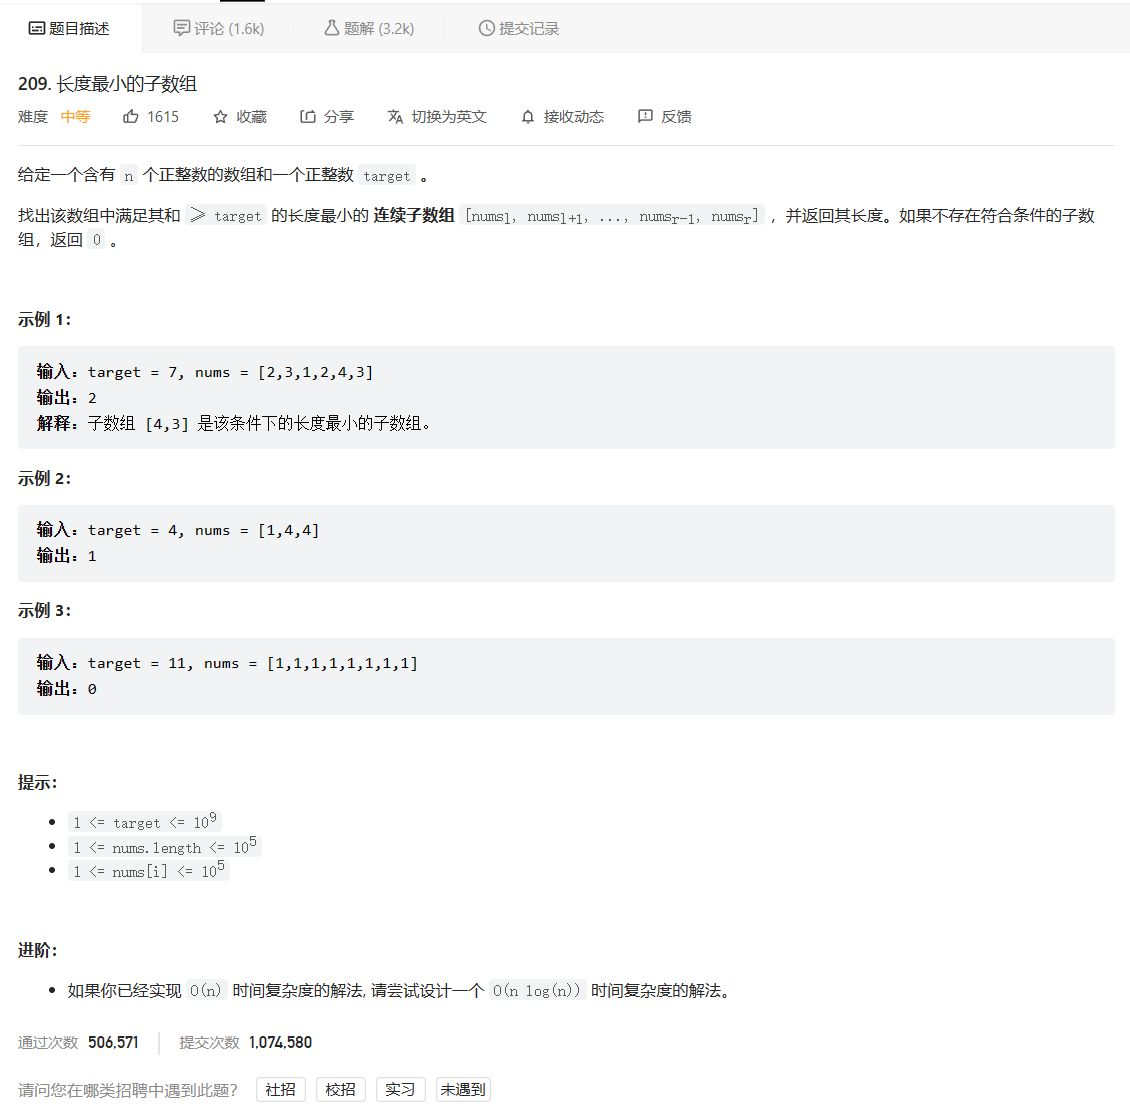 题目描述 评论 (1.6k) 题解 (3.2k) 提交记录
209. 长度最小的子数组
难度 中等 1615 收藏 分享 切换为英文 接收动态 反馈
给定一个含有 n 个正整数的数组和一个正整数 target 。
找出该数组中满足其和 ≥ target 的长度最小的 连续子数组 [numsl, numsl+1, ..., numsr-1, numsr] ，并返回其长度。如果不存在符合条件的子数
组，返回 0 。
示例 1：
输入：target = 7, nums = [2,3,1,2,4,3]
输出：2
解释：子数组 [4,3] 是该条件下的长度最小的子数组。
示例 2：
输入：target = 4, nums = [1,4,4]
输出：1
示例 3：
输入：target = 11, nums = [1,1,1,1,1,1,1,1]
输出：0
提示：
1 <= target <= 10^9
1 <= nums.length <= 10^5
1 <= nums[i] <= 10^5
进阶：
如果你已经实现 O(n) 时间复杂度的解法, 请尝试设计一个 O(n log(n)) 时间复杂度的解法。
通过次数 506,571 提交次数 1,074,580
请问您在哪类招聘中遇到此题？ 社招 校招 实习 未遇到